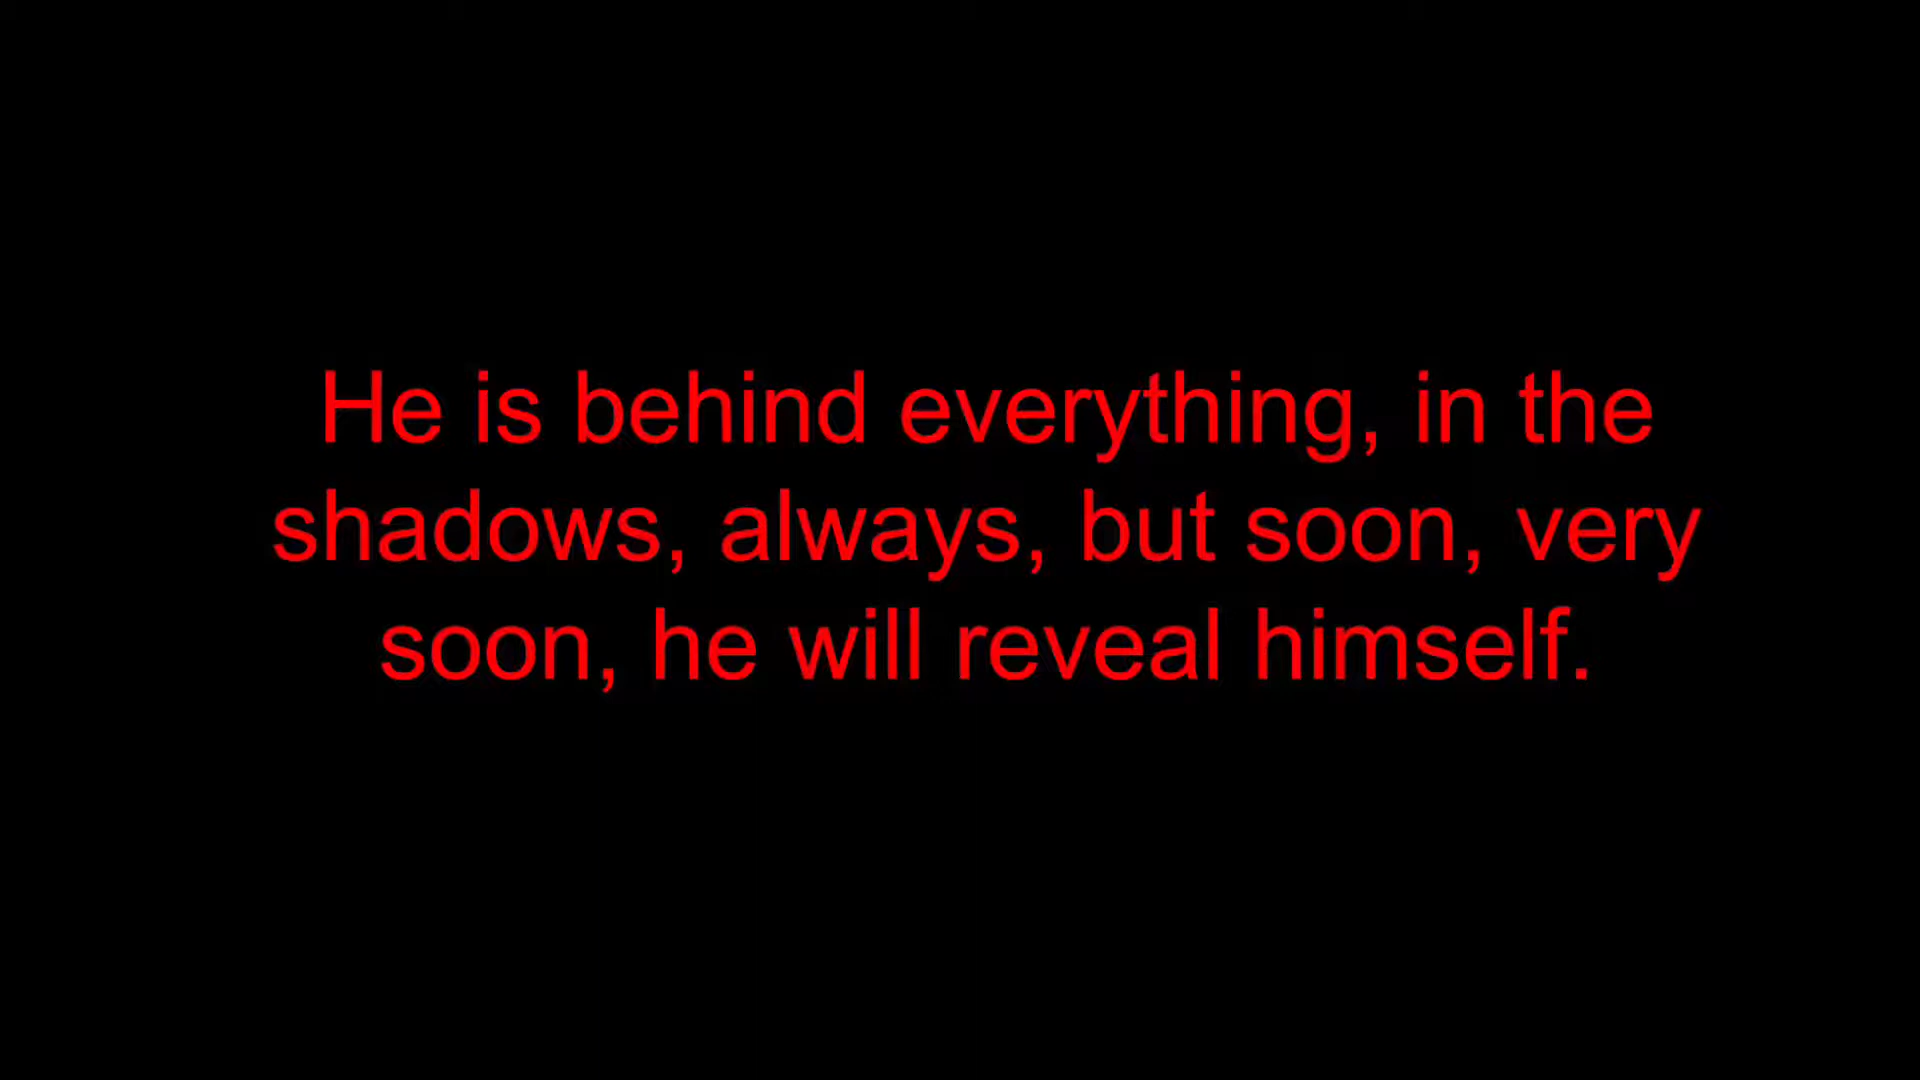 He is behind everything, in the
shadows, always, but soon, very
soon, he will reveal himself.